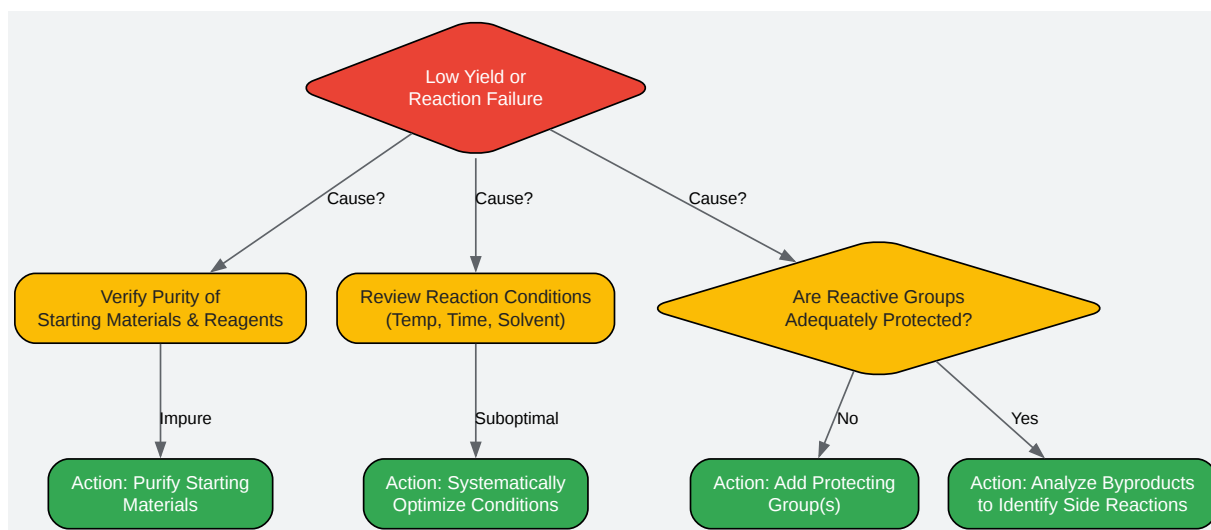 Low Yield or
Reaction Failure
Cause?
Cause?
Cause?
Verify Purity of
Starting Materials & Reagents
Review Reaction Conditions
(Temp, Time, Solvent)
Are Reactive Groups
Adequately Protected?
Impure
Suboptimal
No
Yes
Action: Purify Starting
Materials
Action: Systematically
Optimize Conditions
Action: Add Protecting
Group(s)
Action: Analyze Byproducts
to Identify Side Reactions